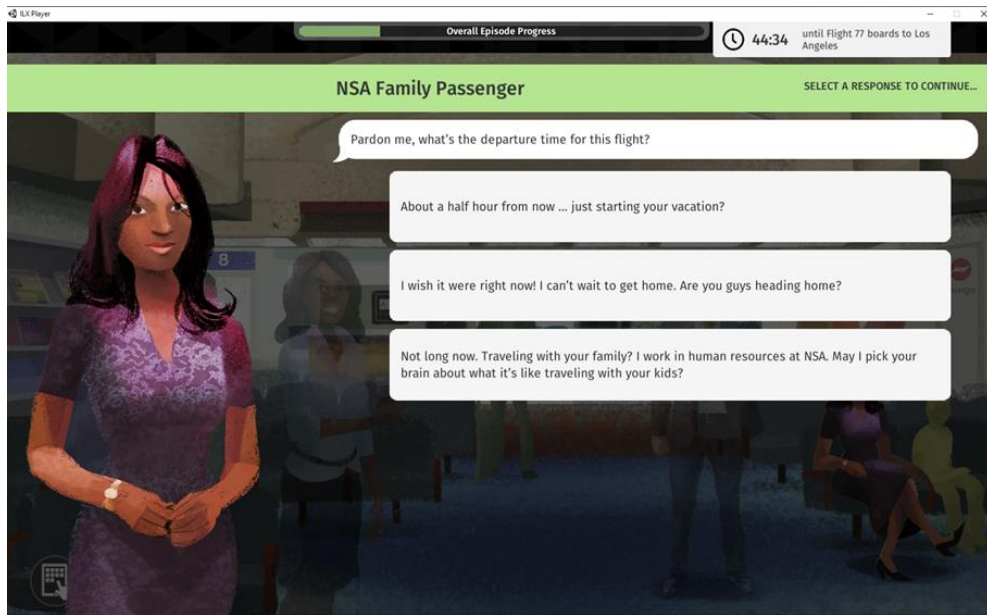 ILX Player
Overall Episode Progress
44:34
until Flight 77 boards to Los
Angeles
NSA Family Passenger
SELECT A RESPONSE TO CONTINUE...
Pardon me, what's the departure time for this flight?
About a half hour from now ... just starting your vacation?
I wish it were right now! I can't wait to get home. Are you guys heading home?
Not long now. Traveling with your family? I work in human resources at NSA. May I pick your
brain about what it's like traveling with your kids?
8